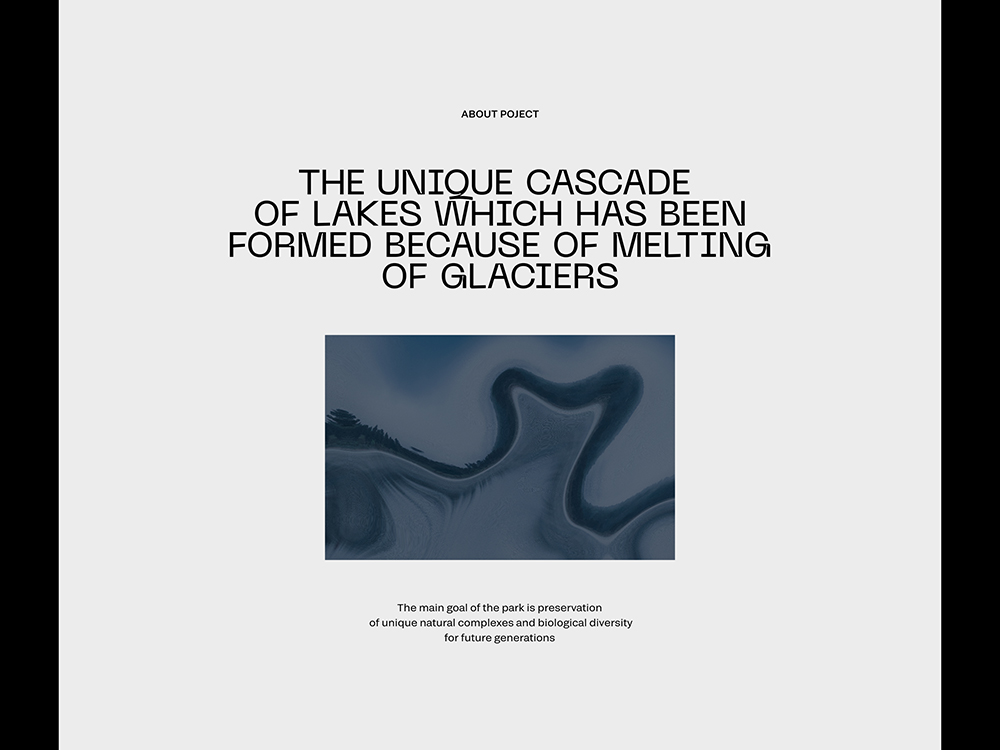 ABOUT POJECT
THE UNIQUE CASCADE
OF LAKES WHICH HAS BEEN
FORMED BECAUSE OF MELTING
OF GLACIERS
The main goal of the park is preservation
of unique natural complexes and biological diversity
for future generations